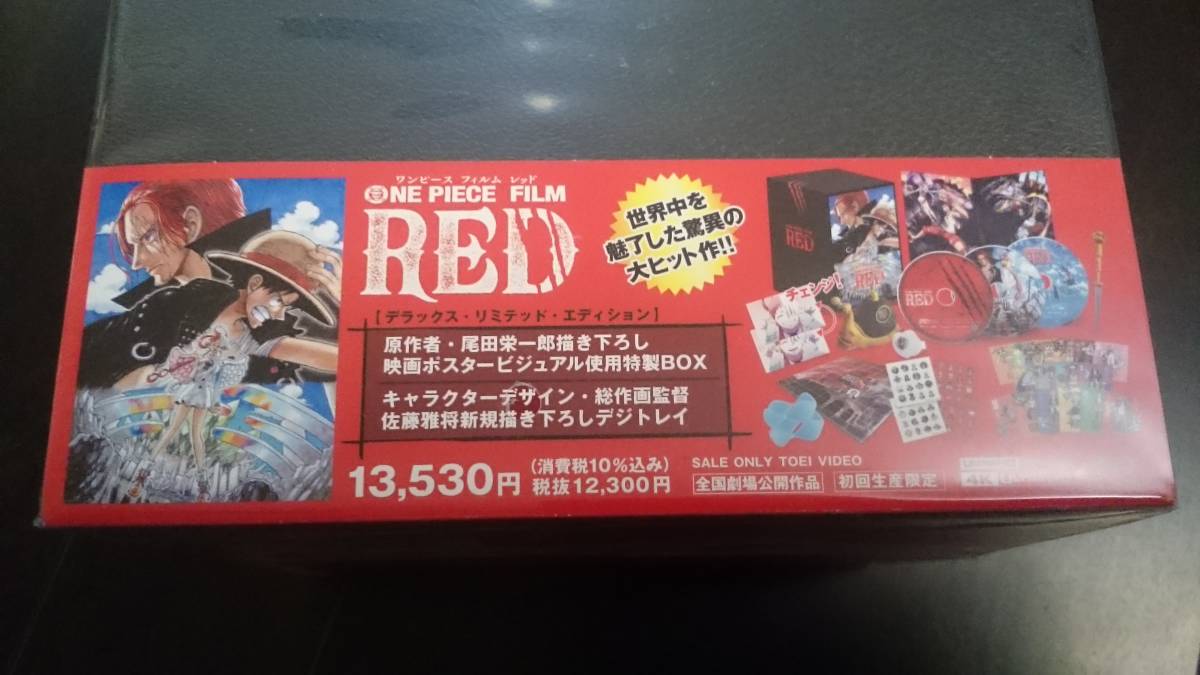 ワンピース フィルム レッド
ONE PIECE FILM
RED
【デラックス・リミテッド・エディション】
原作者・尾田栄一郎描き下ろし
映画ポスタービジュアル使用特製BOX
キャラクターデザイン・総作画監督
佐藤雅将新規描き下ろしデジトレイ
13,530円
(消費税10%込み)
税抜12,300円
世界中を
魅了した驚異の
大ヒット作!!
RED
チェンジ!
RED
SALE ONLY TOEI VIDEO
全国劇場公開作品
初回生産限定
4K